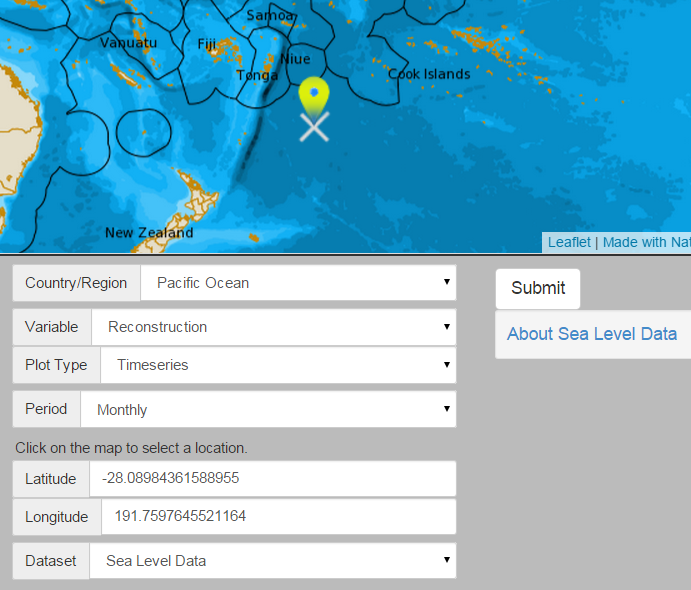 Samoa
Vanuatu
Fiji
Niue
Tonga
Cook Islands
New Zealand
Leaflet | Made with Nat
Country/Region Pacific Ocean
Submit
Variable Reconstruction
About Sea Level Data
Plot Type Timeseries
Period Monthly
Click on the map to select a location.
Latitude -28.08984361588955
Longitude 191.7597645521164
Dataset Sea Level Data